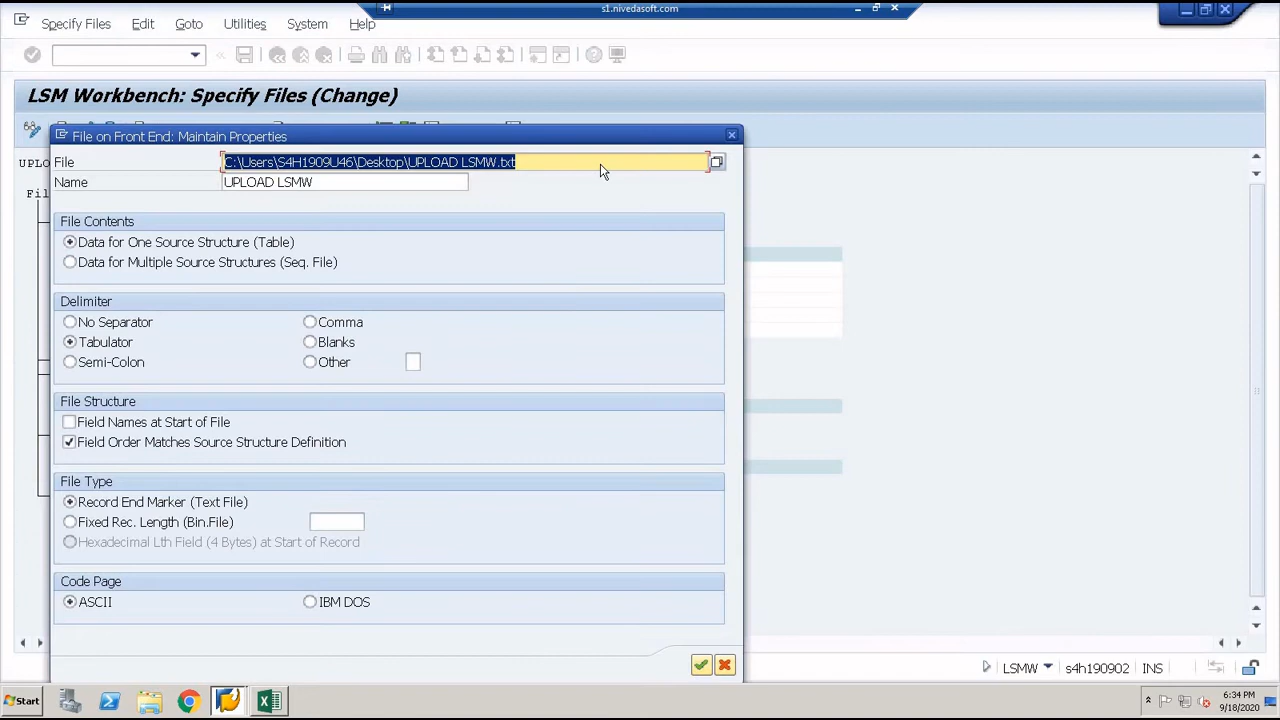 s1.nivedasoft.com
Specify Files Edit Goto Utilities System Help
LSM Workbench: Specify Files (Change)
File on Front End: Maintain Properties
UPLO
File C:\Users\S4H1909U46\Desktop\UPLOAD LSMW.txt
Name UPLOAD LSMW
Fil
File Contents
Data for One Source Structure (Table)
Data for Multiple Source Structures (Seq. File)
Delimiter
No Separator Comma
Tabulator Blanks
Semi-Colon Other
File Structure
Field Names at Start of File
Field Order Matches Source Structure Definition
File Type
Record End Marker (Text File)
Fixed Rec. Length (Bin.File)
Hexadecimal Lth Field (4 Bytes) at Start of Record
Code Page
ASCII IBM DOS
LSMW s4h190902 INS
Start
6:34 PM
9/18/2020